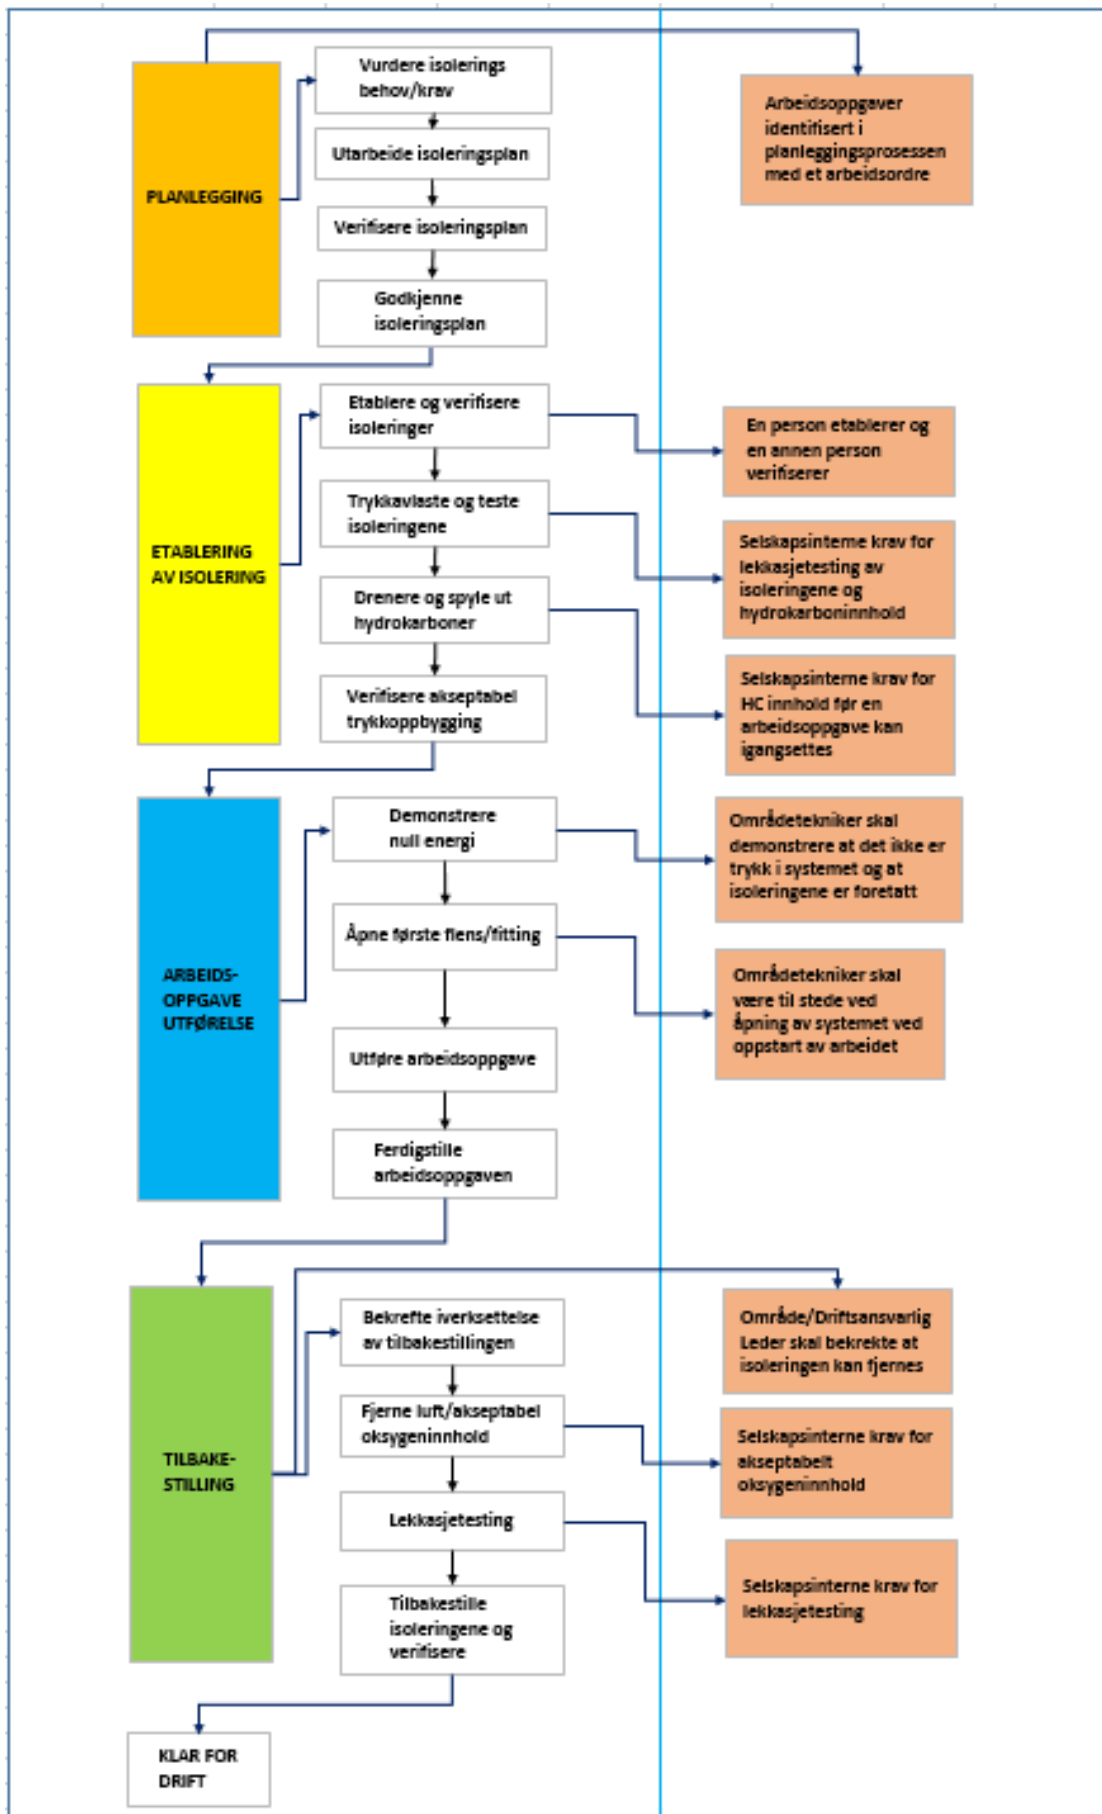 PLANLEGGING
Vurdere isolerings
behov/krav
Utarbeide isoleringsplan
Verifisere isoleringsplan
Godkjenne
isoleringsplan
Arbeidsoppgaver
identifisert i
planleggingsprosessen
med et arbeidsordre
ETABLERING
AV ISOLERING
Etablere og verifisere
isoleringer
Trykkavlaste og teste
isoleringene
Drenere og spyle ut
hydrokarboner
Verifisere akseptabel
trykkoppbygging
En person etablerer og
en annen person
verifiserer
Selskapsinterne krav for
lekkasjetesting av
isoleringene og
hydrokarboninnhold
Selskapsinterne krav for
HC innhold før en
arbeidsoppgave kan
igangsettes
ARBEIDS-
OPPGAVE
UTFØRELSE
Demonstrere
null energi
Åpne første flens/fitting
Utføre arbeidsoppgave
Ferdigstille
arbeidsoppgaven
Områdetekniker skal
demonstrere at det ikke er
trykk i systemet og at
isoleringene er foretatt
Områdetekniker skal
være til stede ved
åpning av systemet ved
oppstart av arbeidet
TILBAKE-
STILLING
Bekrefte iverksettelse
av tilbakestillingen
Fjerne luft/akseptabel
oksygeninnhold
Lekkasjetesting
Tilbakestille
isoleringene og
verifisere
Område/Driftsansvarlig
Leder skal bekrekte at
isoleringen kan fjernes
Selskapsinterne krav for
akseptabelt
oksygeninnhold
Selskapsinterne krav for
lekkasjetesting
KLAR FOR
DRIFT